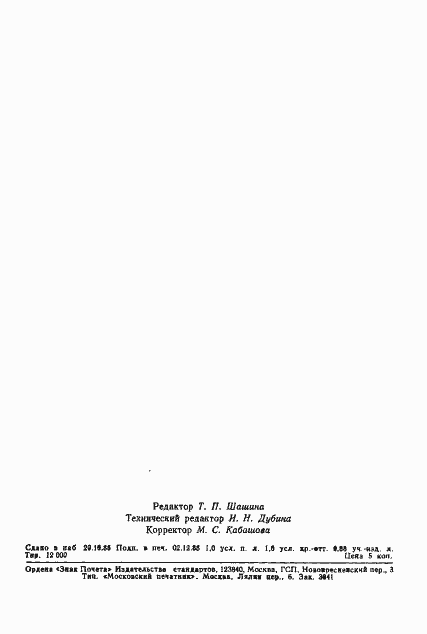 Редактор Т. П. Шашина
Технический редактор И. Н. Дубина
Корректор М. С. Кабашова
Сдано в наб 29.10.85 Подп. в печ. 02.12.85 1,0 усл. п. л. 1,0 усл. кр.-отт. 0,88 уч.-изд. л.
Тир. 12 000 Цена 5 коп.
Ордена «Знак Почета» Издательство стандартов, 123840, Москва, ГСП, Новопресненский пер., 3
Тип. «Московский печатник». Москва, Лялин пер., 6. Зак. 3041